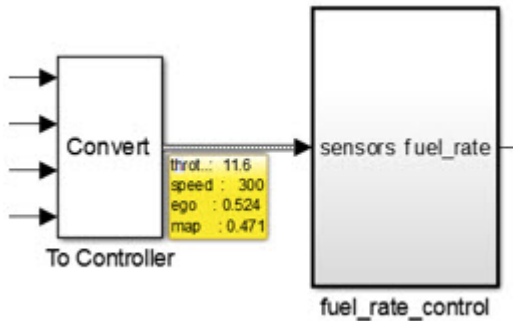 Convert
throt..: 11.6
speed : 300
ego : 0.524
map : 0.471
To Controller
sensors fuel_rate
fuel_rate_control